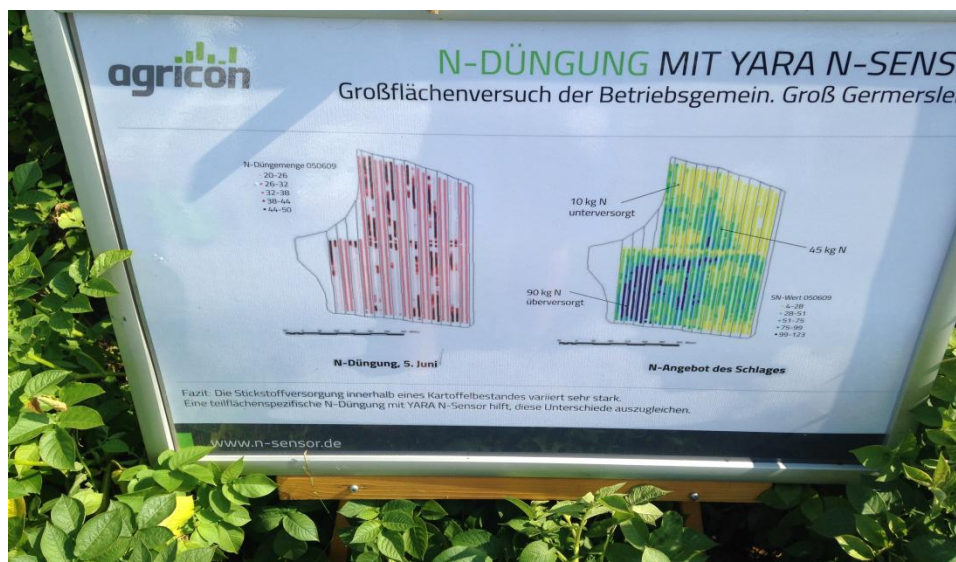 agricon
N-DÜNGUNG MIT YARA N-SENS
Großflächenversuch der Betriebsgemein. Groß Germersle
N-Düngemenge 050609
20-26
26-32
32-38
38-44
44-50
10 kg N
unterversorgt
45 kg N
90 kg N
überversorgt
SN-Wert 050609
4-28
28-51
51-75
75-99
99-123
N-Düngung, 5. Juni
N-Angebot des Schlages
Fazit: Die Stickstoffversorgung innerhalb eines Kartoffelbestandes variiert sehr stark.
Eine teilflächenspezifische N-Düngung mit YARA N-Sensor hilft, diese Unterschiede auszugleichen.
www.n-sensor.de